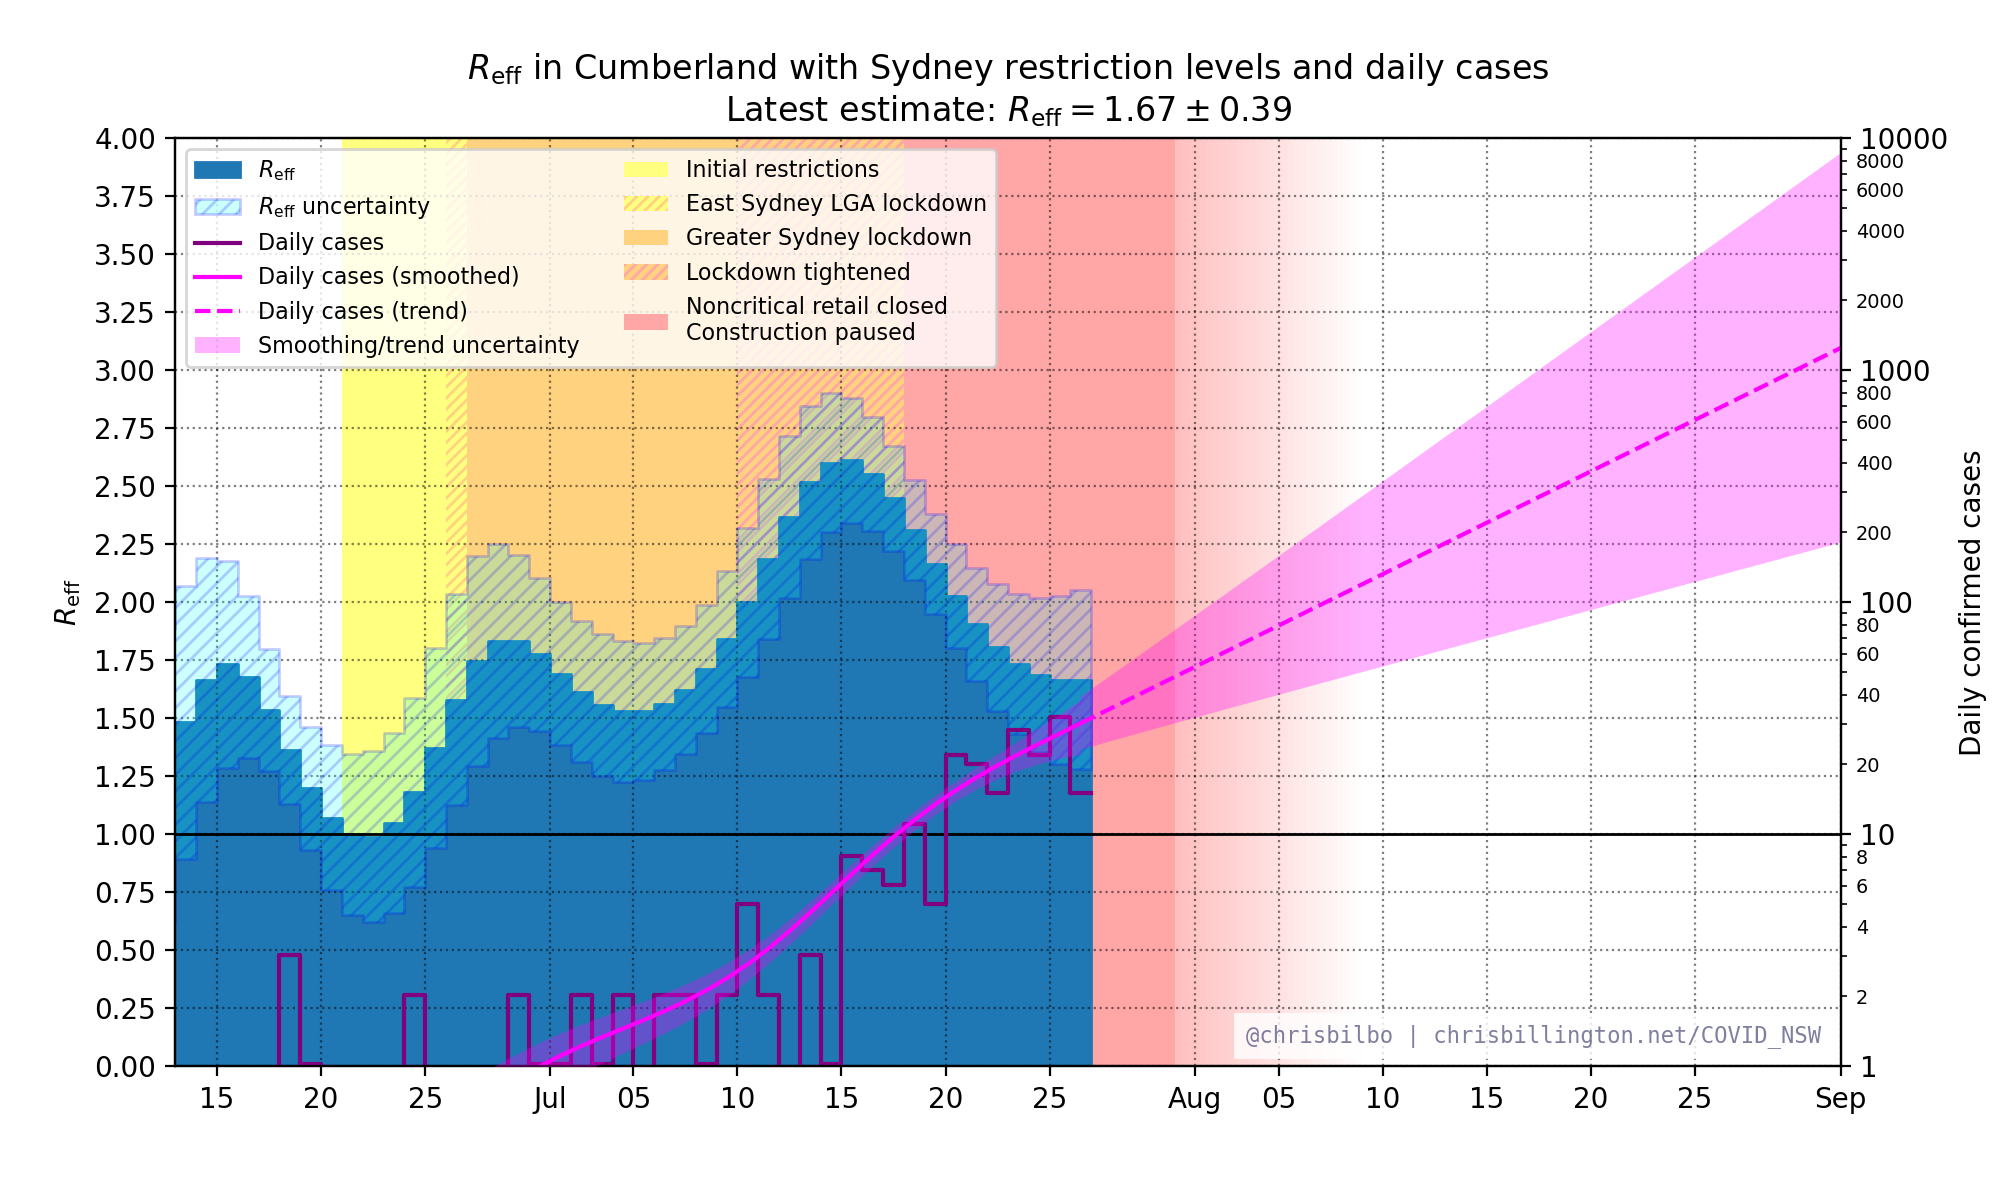 Reff in Cumberland with Sydney restriction levels and daily cases
Latest estimate: Reff = 1.67 ± 0.39
Reff
Reff uncertainty
Daily cases
Daily cases (smoothed)
Daily cases (trend)
Smoothing/trend uncertainty
Initial restrictions
East Sydney LGA lockdown
Greater Sydney lockdown
Lockdown tightened
Noncritical retail closed
Construction paused
Reff
4.00
3.75
3.50
3.25
3.00
2.75
2.50
2.25
2.00
1.75
1.50
1.25
1.00
0.75
0.50
0.25
0.00
10000
8000
6000
4000
2000
1000
800
600
400
200
100
80
60
40
20
10
8
6
4
2
1
Daily confirmed cases
@chrisbilbo | chrisbillington.net/COVID_NSW
15 20 25 Jul 05 10 15 20 25 Aug 05 10 15 20 25 Sep